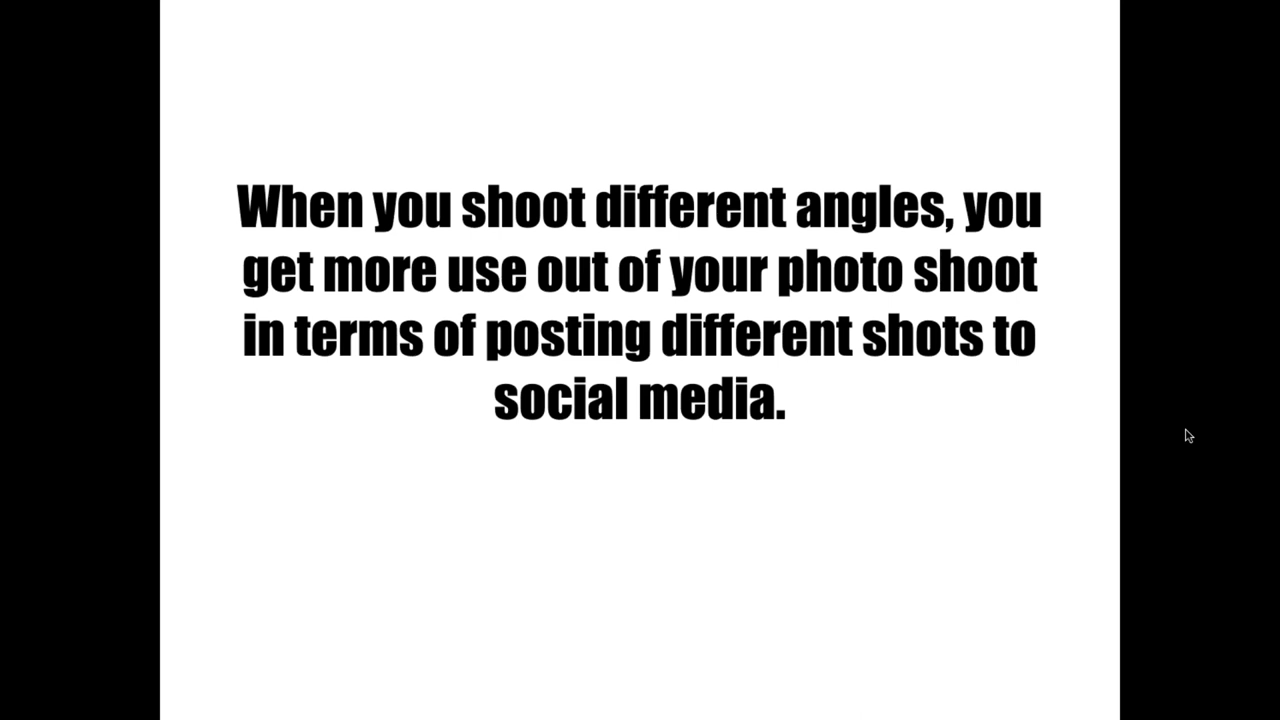 When you shoot different angles, you
get more use out of your photo shoot
in terms of posting different shots to
social media.